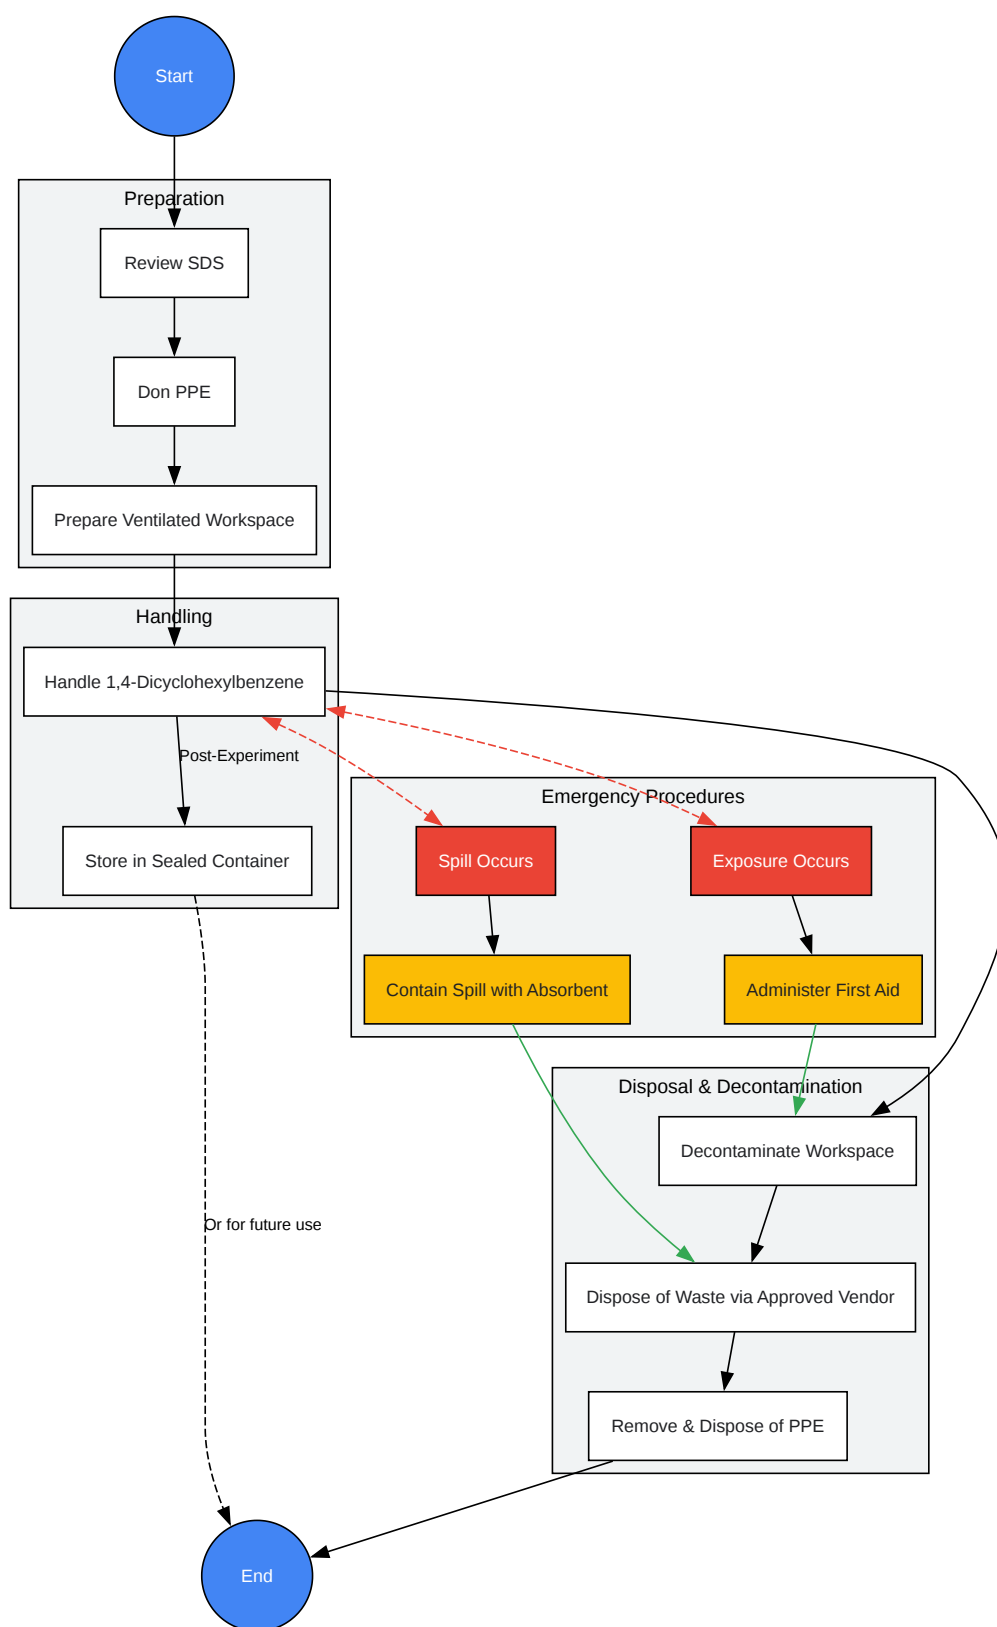 Start
Preparation
Review SDS
Don PPE
Prepare Ventilated Workspace
Handling
Handle 1,4-Dicyclohexylbenzene
Post-Experiment
Store in Sealed Container
Emergency Procedures
Spill Occurs
Exposure Occurs
Contain Spill with Absorbent
Administer First Aid
Disposal & Decontamination
Decontaminate Workspace
Or for future use
Dispose of Waste via Approved Vendor
Remove & Dispose of PPE
End